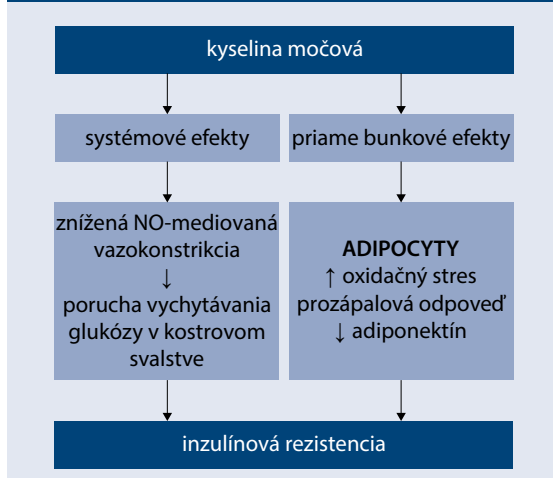 kyselina močová
systémové efekty
priame bunkové efekty
znížená NO-mediovaná
vazokonstrikcia
↓
porucha vychytávania
glukózy v kostrovom
svalstve
ADIPOCYTY
↑ oxidačný stres
prozápalová odpoveď
↓ adiponektín
inzulínová rezistencia